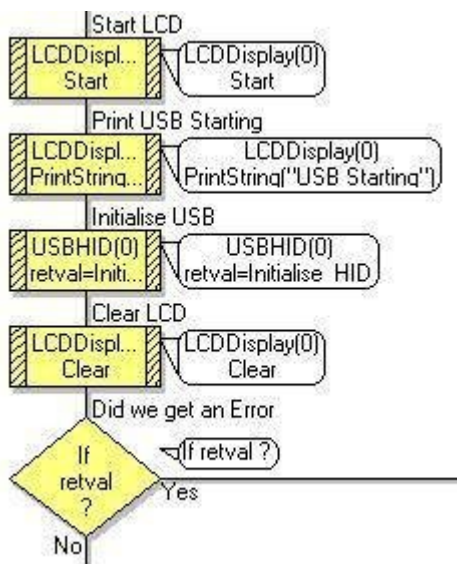 Start LCD
LCDDispl...
Start
LCDDisplay(0)
Start
Print USB Starting
LCDDispl...
PrintString...
LCDDisplay(0)
PrintString("USB Starting")
Initialise USB
USBHID(0)
retval=Initi...
USBHID(0)
retval=Initialise HID
Clear LCD
LCDDispl...
Clear
LCDDisplay(0)
Clear
Did we get an Error
If
retval
?
If retval ?
Yes
No